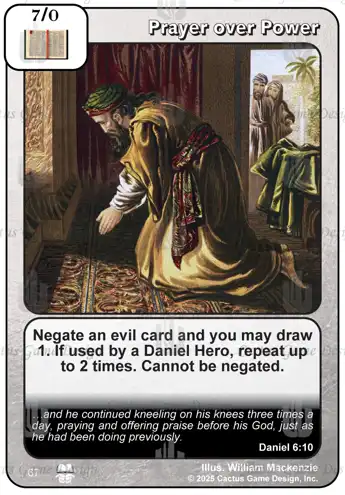 7/0
Prayer over Power
Negate an evil card and you may draw
1. If used by a Daniel Hero, repeat up
to 2 times. Cannot be negated.
...and he continued kneeling on his knees three times a
day, praying and offering praise before his God, just as
he had been doing previously.
Daniel 6:10
Illus. William Mackenzie
© 2025 Cactus Game Design, Inc.